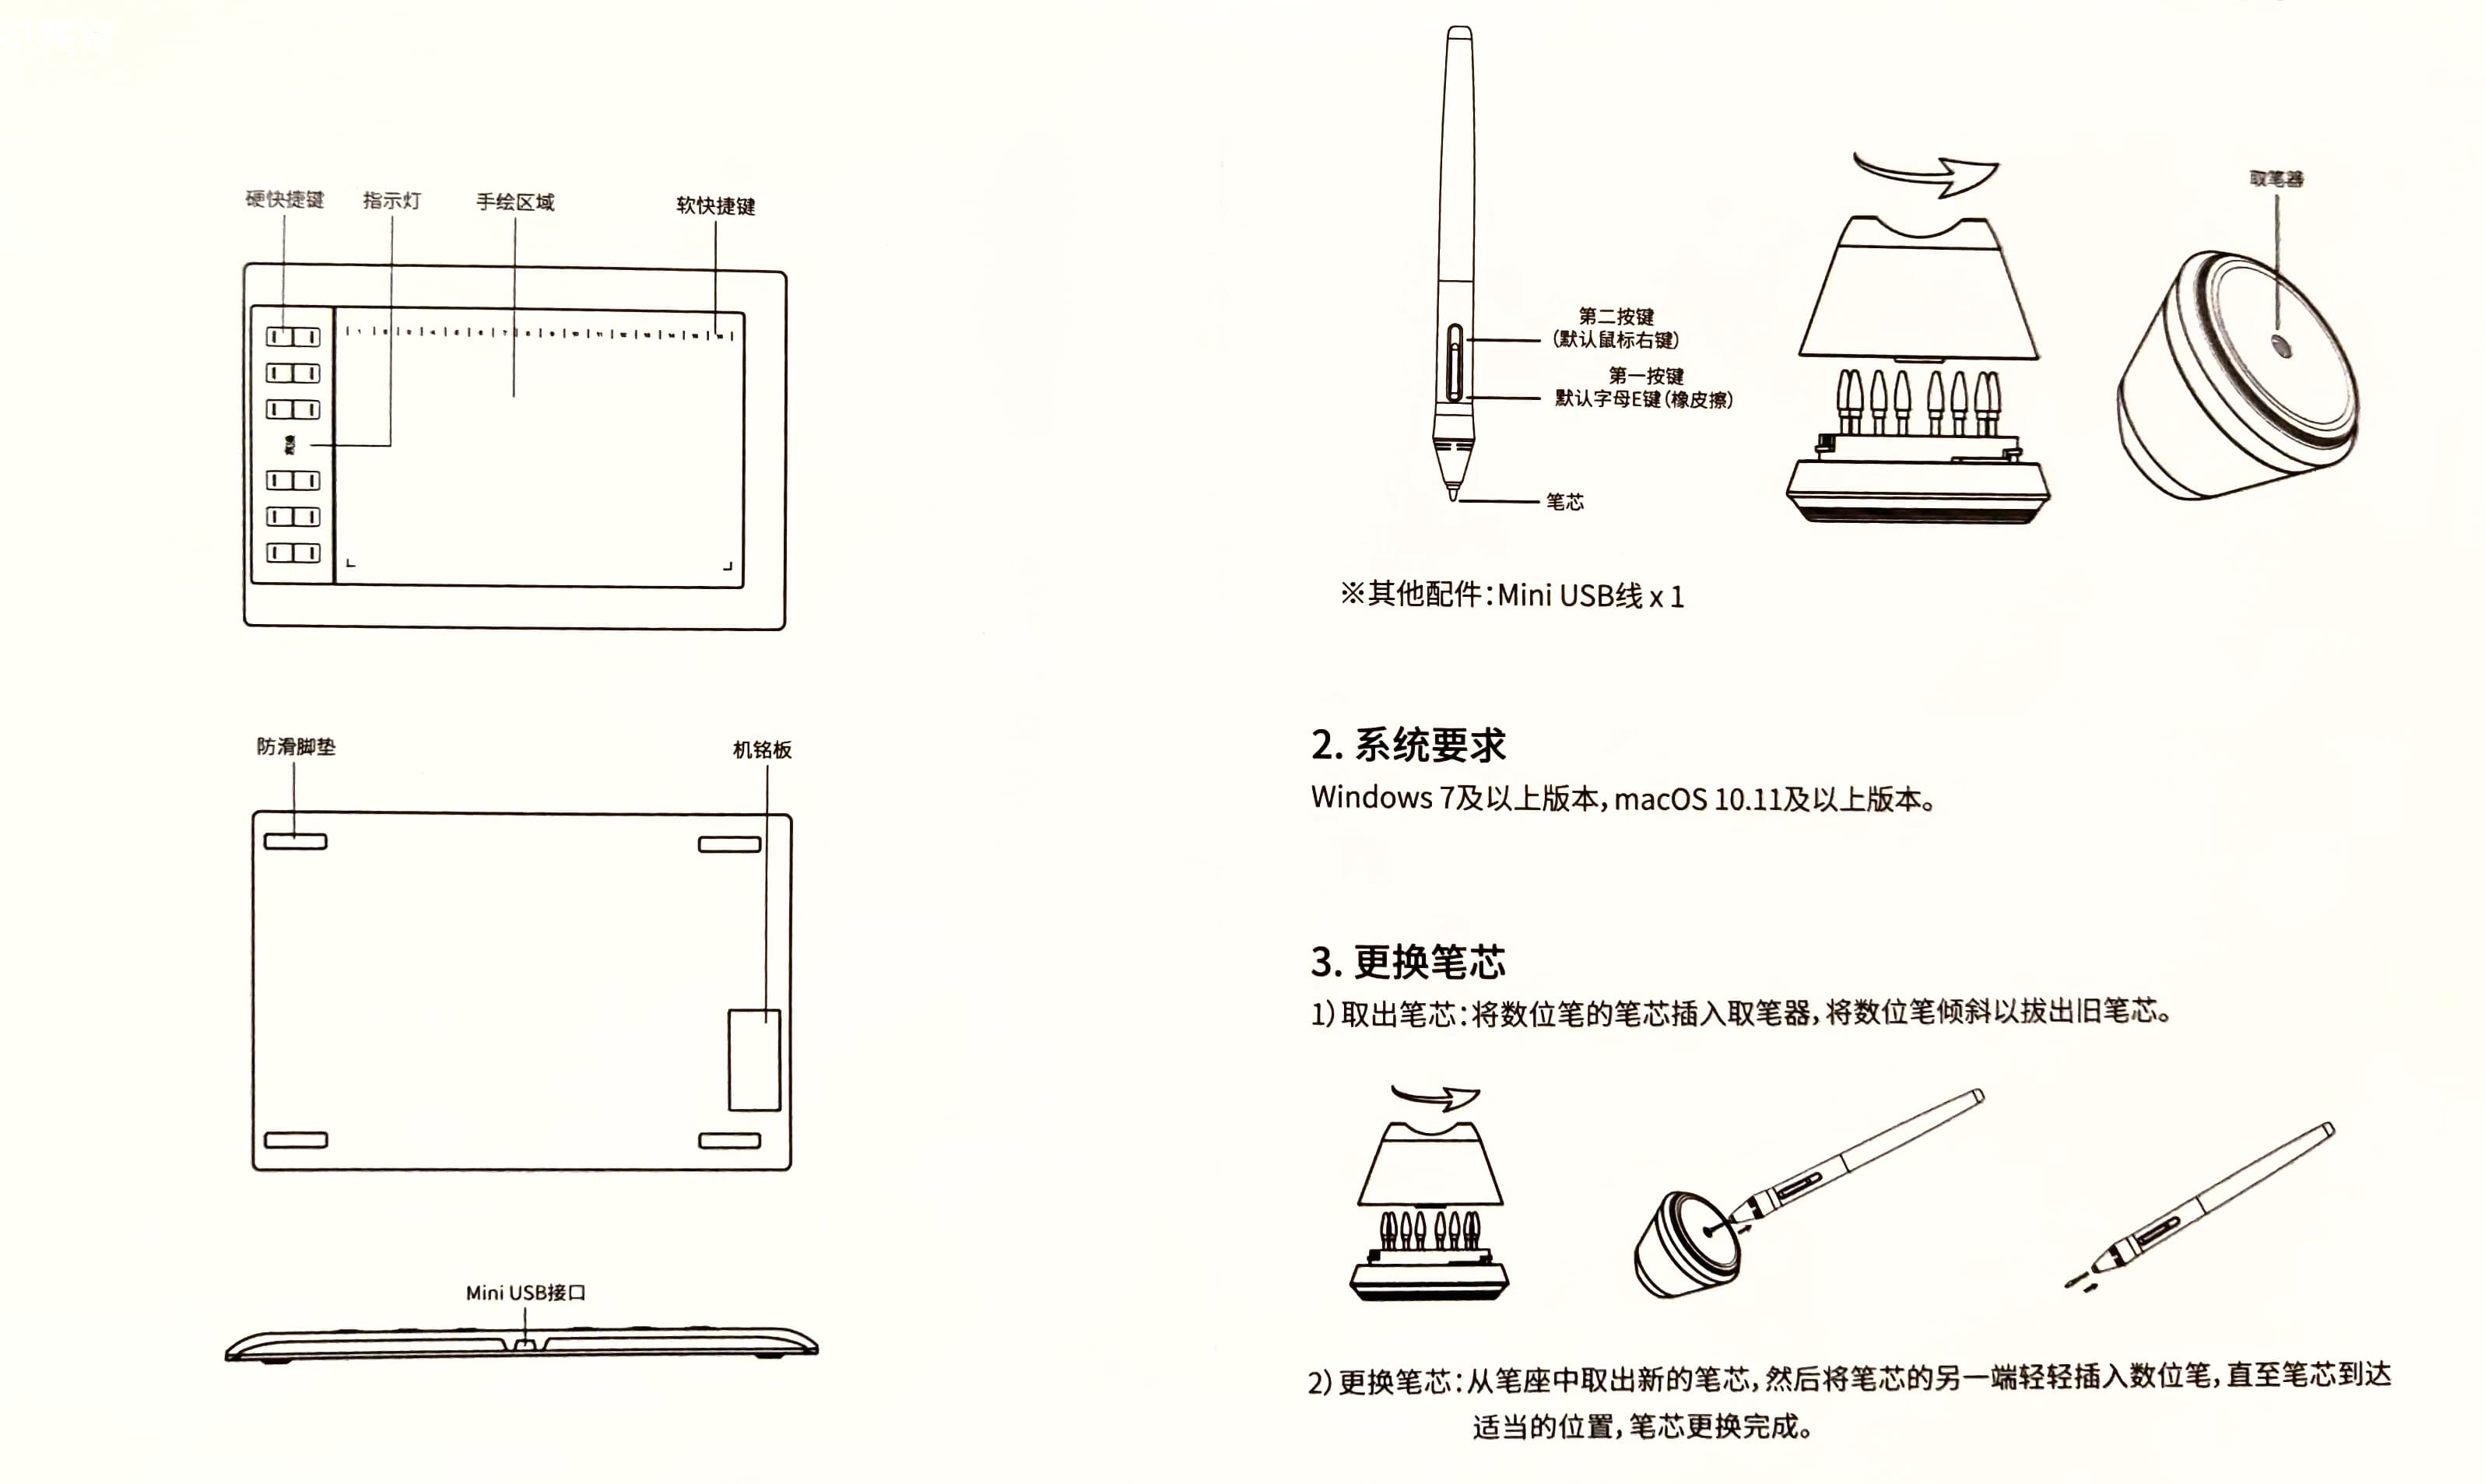 硬快捷键
指示灯
手绘区域
软快捷键
防滑脚垫
机铭板
Mini USB接口
第二按键
(默认鼠标右键)
第一按键
默认字母E键(橡皮擦)
笔芯
取笔器
※其他配件:Mini USB线 x 1
2. 系统要求
Windows 7及以上版本,macOS 10.11及以上版本。
3. 更换笔芯
1) 取出笔芯:将数位笔的笔芯插入取笔器,将数位笔倾斜以拔出旧笔芯。
2) 更换笔芯:从笔座中取出新的笔芯,然后将笔芯的另一端轻轻插入数位笔,直至笔芯到达
适当的位置,笔芯更换完成。